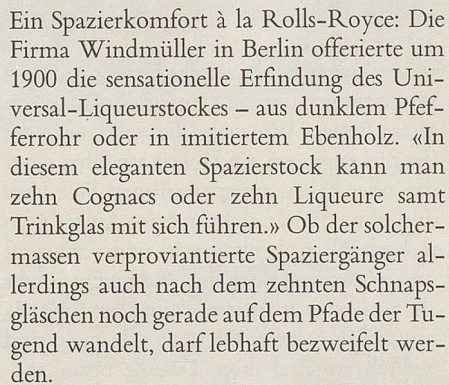 Ein Spazierkomfort à la Rolls-Royce: Die
Firma Windmüller in Berlin offerierte um
1900 die sensationelle Erfindung des Uni-
versal-Liqueurstockes – aus dunklem Pfef-
ferrohr oder in imitiertem Ebenholz. «In
diesem eleganten Spazierstock kann man
zehn Cognacs oder zehn Liqueure samt
Trinkglas mit sich führen.» Ob der solcher-
massen verproviantierte Spaziergänger al-
lerdings auch nach dem zehnten Schnaps-
gläschen noch gerade auf dem Pfade der Tu-
gend wandelt, darf lebhaft bezweifelt wer-
den.